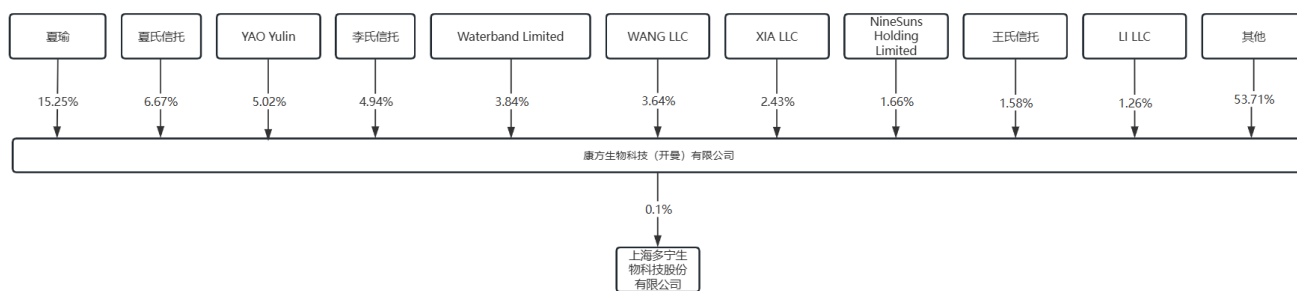 夏瑜
夏氏信托
YAO Yulin
李氏信托
Waterband Limited
WANG LLC
XIA LLC
NineSuns
Holding
Limited
王氏信托
LI LLC
其他
15.25%
6.67%
5.02%
4.94%
3.84%
3.64%
2.43%
1.66%
1.58%
1.26%
53.71%
康方生物科技（开曼）有限公司
0.1%
上海多宁生
物科技股份
有限公司